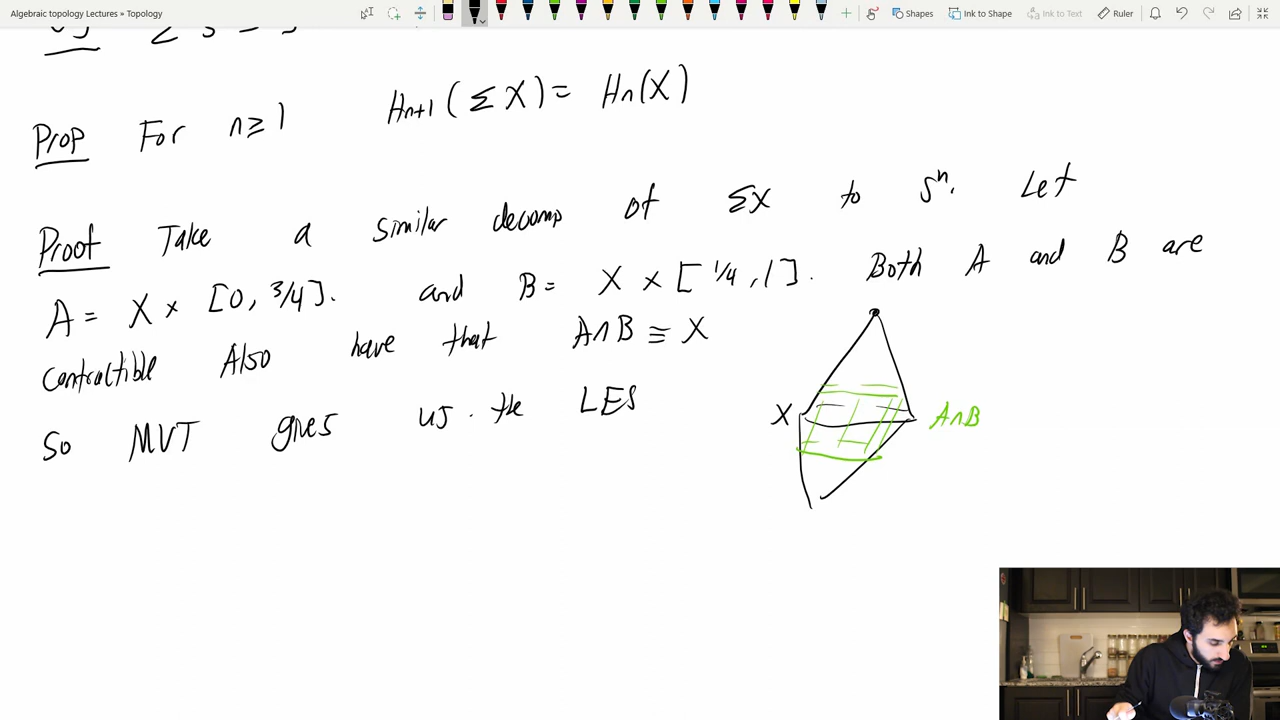 Algebraic topology Lectures » Topology
Shapes
Ink to Shape
Ink to Text
Ruler
Prop For n ≥ 1 Hn+1 (ΣX) = Hn(X)
Proof Take a similar decomp of ΣX to Sⁿ. Let
A = X × [0, 3/4]. and B = X × [1/4, 1]. Both A and B are
contractible Also have that A∩B ≅ X
So MVT gives us the LES
X
A∩B